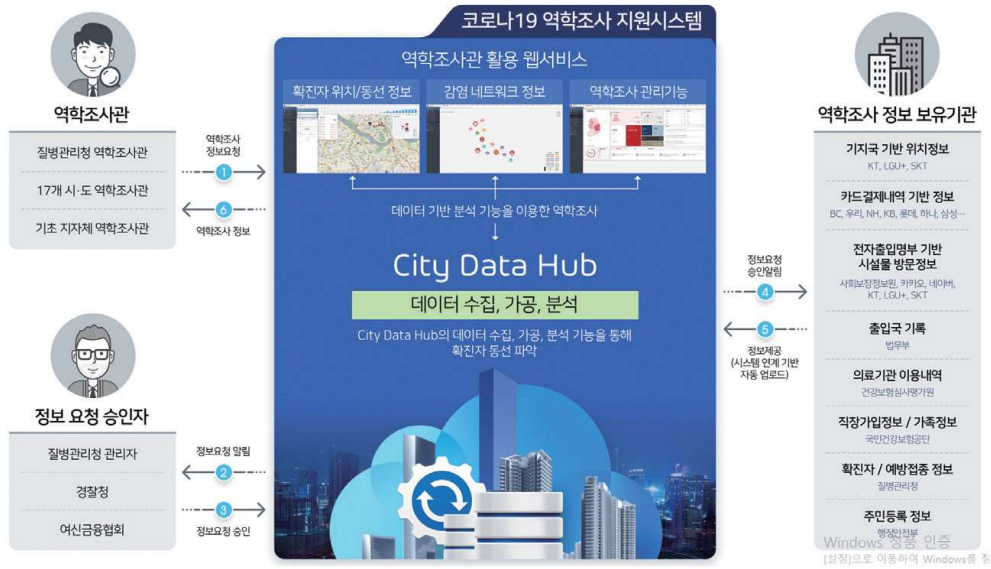 코로나19 역학조사 지원시스템
역학조사관 활용 웹서비스
확진자 위치/동선 정보
감염 네트워크 정보
역학조사 관리기능
데이터 기반 분석 기능을 이용한 역학조사
City Data Hub
데이터 수집, 가공, 분석
City Data Hub의 데이터 수집, 가공, 분석 기능을 통해
확진자 동선 파악
역학조사관
질병관리청 역학조사관
17개 시·도 역학조사관
기초 지자체 역학조사관
역학조사
정보요청
1
6
역학조사 정보
정보 요청 승인자
질병관리청 관리자
경찰청
여신금융협회
정보요청 알림
2
3
정보요청 승인
정보요청
승인알림
4
5
정보제공
(시스템 연계 기반
자동 업로드)
역학조사 정보 보유기관
기지국 기반 위치정보
KT, LGU+, SKT
카드결제내역 기반 정보
BC, 우리, NH, KB, 롯데, 하나, 삼성…
전자출입명부 기반
시설물 방문정보
사회보장정보원, 카카오, 네이버,
KT, LGU+, SKT
출입국 기록
법무부
의료기관 이용내역
건강보험심사평가원
직장가입정보 / 가족정보
국민건강보험공단
확진자 / 예방접종 정보
질병관리청
주민등록 정보
행정안전부
Windows 정품 인증
[설정]으로 이동하여 Windows를 정